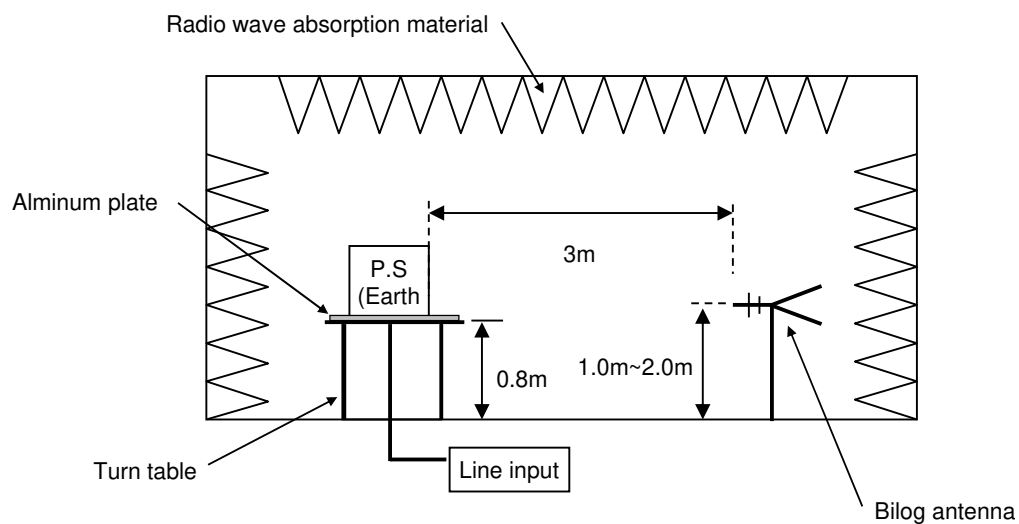 Radio wave absorption material
Alminum plate
3m
P.S
(Earth
0.8m
1.0m~2.0m
Turn table
Line input
Bilog antenna